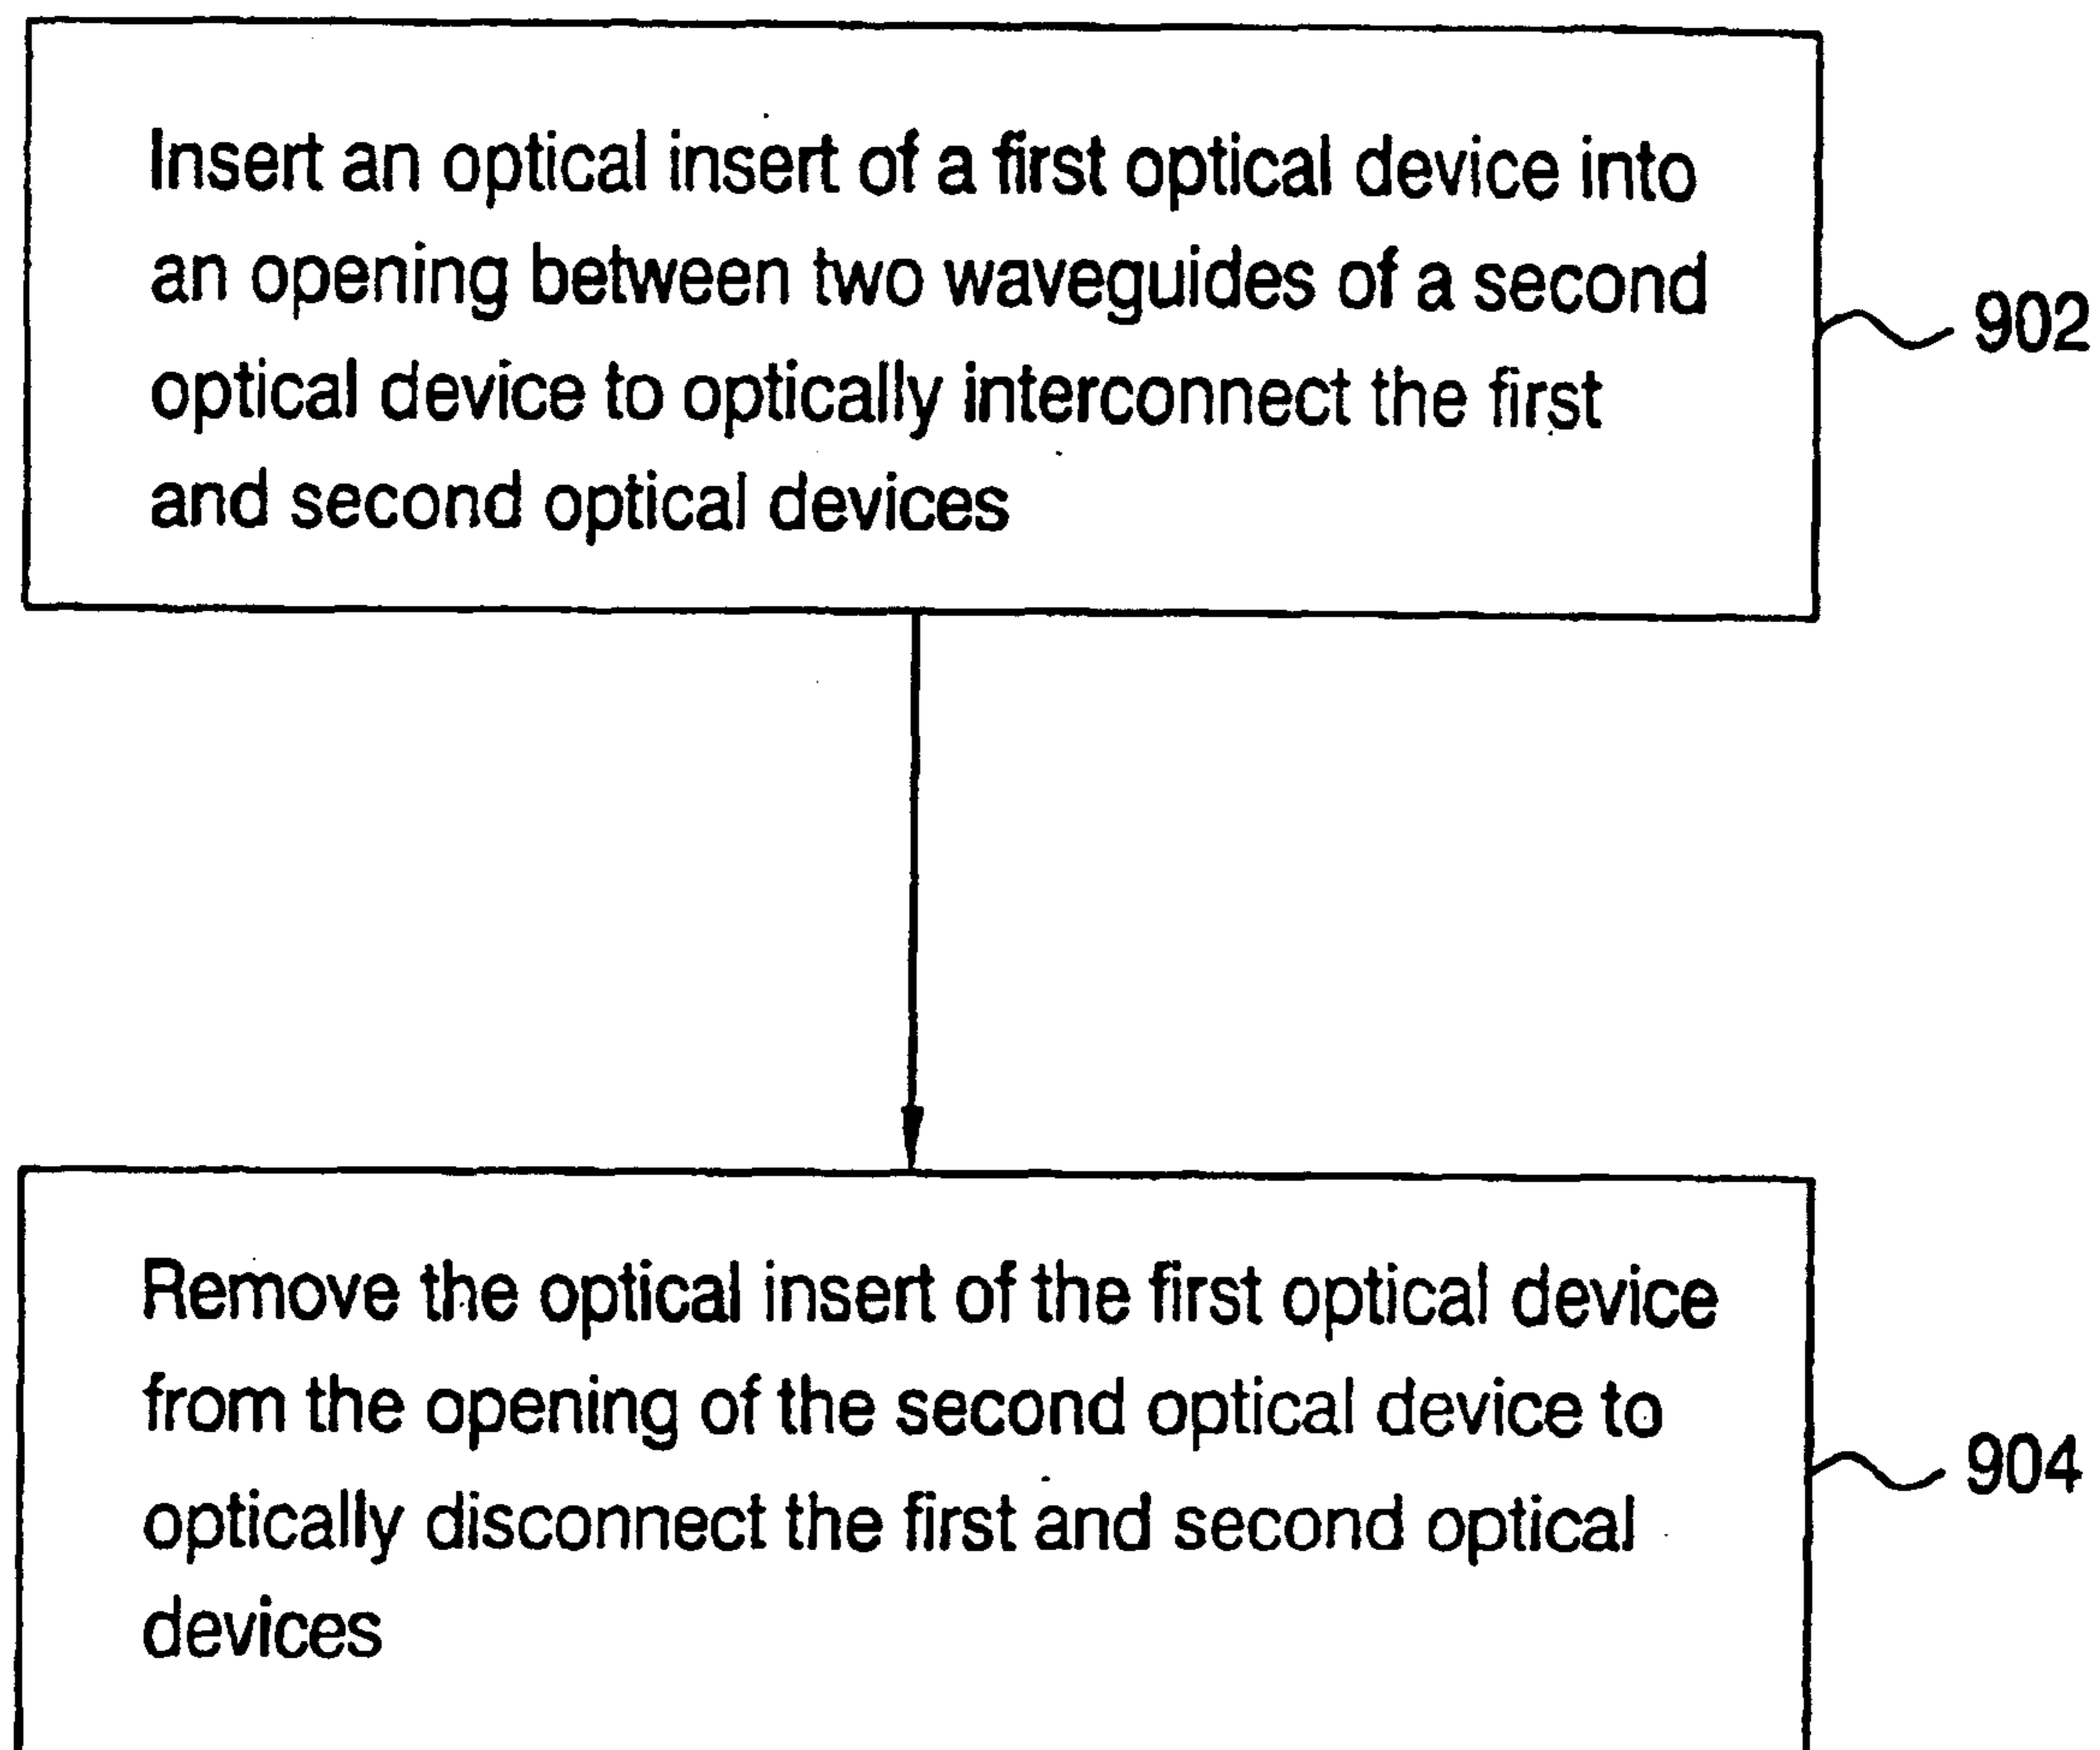 Insert an optical insert of a first optical device into
an opening between two waveguides of a second
optical device to optically interconnect the first
and second optical devices
902
Remove the optical insert of the first optical device
from the opening of the second optical device to
optically disconnect the first and second optical
devices
904